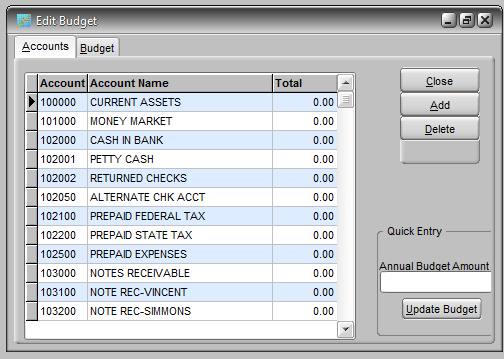 Edit Budget
Accounts Budget
Account Account Name Total
100000 CURRENT ASSETS 0.00
101000 MONEY MARKET 0.00
102000 CASH IN BANK 0.00
102001 PETTY CASH 0.00
102002 RETURNED CHECKS 0.00
102050 ALTERNATE CHK ACCT 0.00
102100 PREPAID FEDERAL TAX 0.00
102200 PREPAID STATE TAX 0.00
102500 PREPAID EXPENSES 0.00
103000 NOTES RECEIVABLE 0.00
103100 NOTE REC-VINCENT 0.00
103200 NOTE REC-SIMMONS 0.00
Close
Add
Delete
Quick Entry
Annual Budget Amount
Update Budget